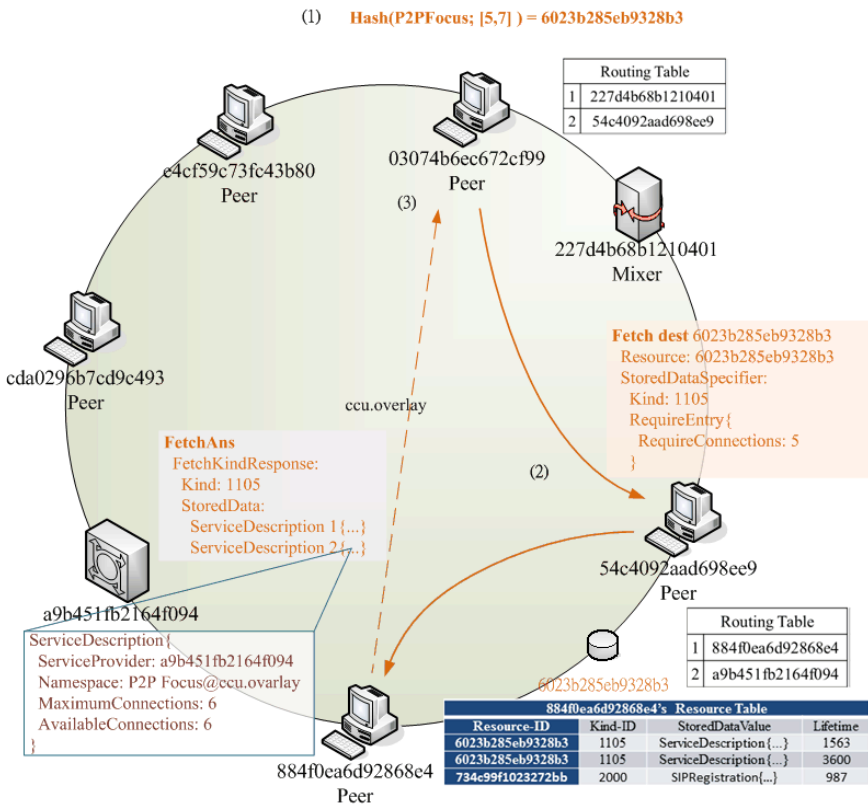 (1) Hash(P2PFocus; [5,7] ) = 6023b285eb9328b3
Routing Table
1 227d4b68b1210401
2 54c4092aad698ee9
03074b6ec672cf99
Peer
e4cf59c73fc43b80
Peer
(3)
227d4b68b1210401
Mixer
cda0296b7cd9c493
Peer
ccu.overlay
Fetch dest 6023b285eb9328b3
Resource: 6023b285eb9328b3
StoredDataSpecifier:
Kind: 1105
RequireEntry{
RequireConnections: 5
}
FetchAns
FetchKindResponse:
Kind: 1105
StoredData:
ServiceDescription 1{...}
ServiceDescription 2{...}
(2)
54c4092aad698ee9
Peer
a9b451fb2164f094
Routing Table
1 884f0ea6d92868e4
2 a9b451fb2164f094
ServiceDescription{
ServiceProvider: a9b451fb2164f094
Namespace: P2P Focus@ccu.ovarlay
MaximumConnections: 6
AvailableConnections: 6
}
6023b285eb9328b3
884f0ea6d92868e4
Peer
884f0ea6d92868e4's Resource Table
Resource-ID Kind-ID StoredDataValue Lifetime
6023b285eb9328b3 1105 ServiceDescription{...} 1563
6023b285eb9328b3 1105 ServiceDescription{...} 3600
734c99f1023272bb 2000 SIPRegistration{...} 987